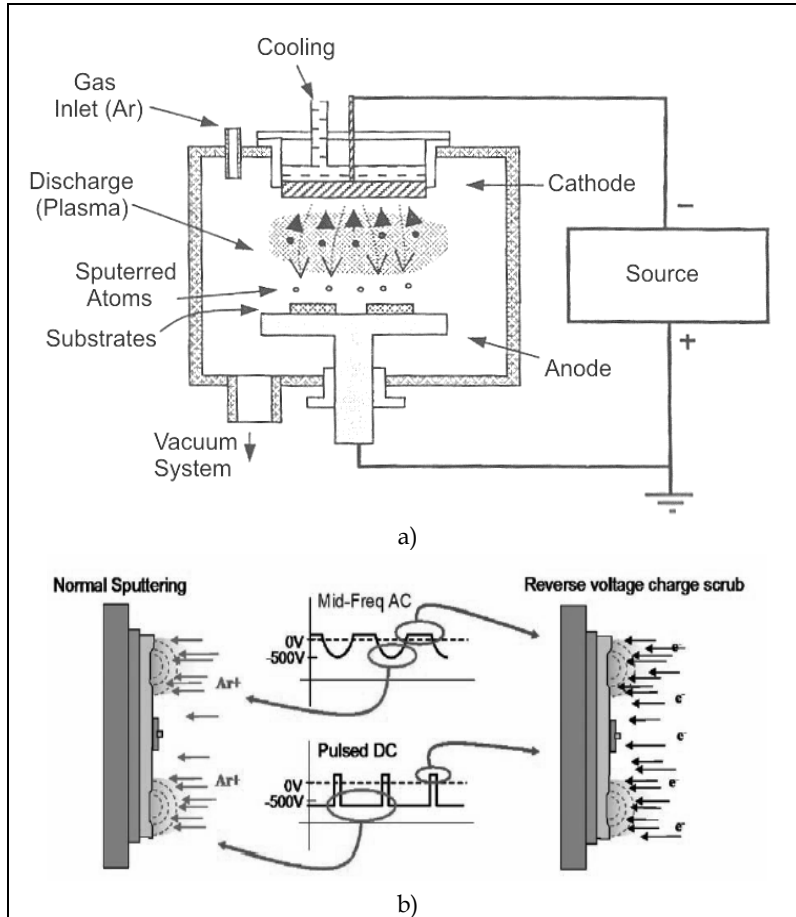 Cooling
Gas
Inlet (Ar)
Discharge
(Plasma)
Cathode
−
Source
Sputerred
Atoms
Substrates
+
Anode
Vacuum
System
a)
Normal Sputtering
Reverse voltage charge scrub
Mid-Freq AC
0V
-500V
Ar+
Pulsed DC
0V
-500V
Ar+
e-
e-
e-
e-
e-
b)